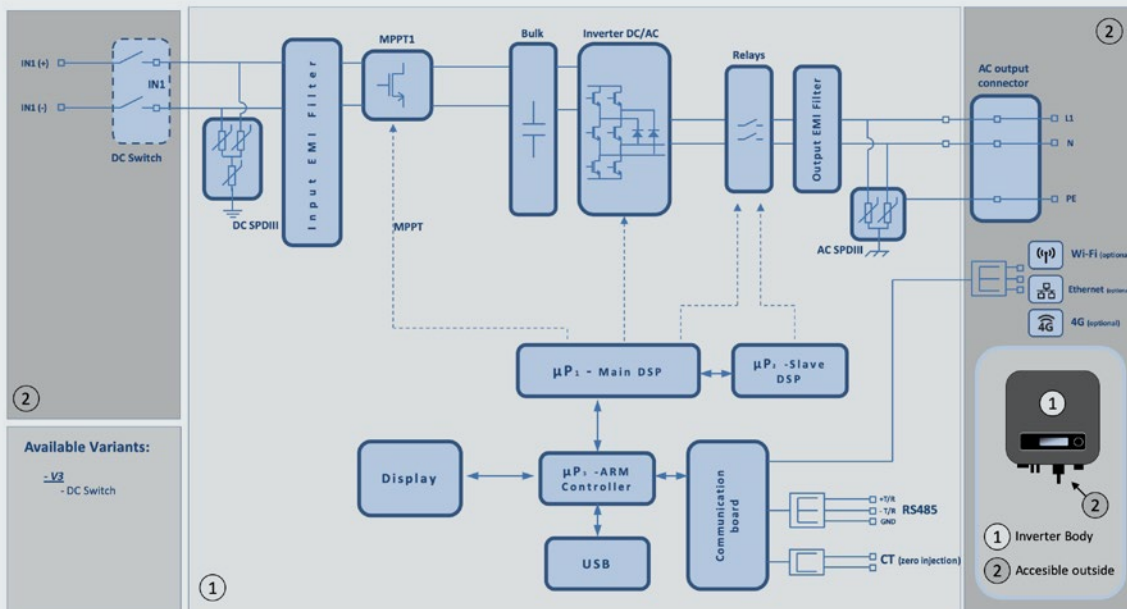 2
IN1 (+)
IN1 (-)
IN1
DC Switch
2
Available Variants:
- V3
- DC Switch
MPPT1
Bulk
Inverter DC/AC
Relays
Input EMI Filter
Output EMI Filter
DC SPDIII
MPPT
AC SPDIII
µP₁ - Main DSP
µP₂ -Slave
DSP
Display
µP₃ -ARM
Controller
USB
Communication
board
+T/R
- T/R
GND
RS485
CT (zero injection)
1
AC output
connector
L1
N
PE
Wi-Fi (optional
Ethernet (optional
4G
4G (optional)
1
2
1 Inverter Body
2 Accesible outside